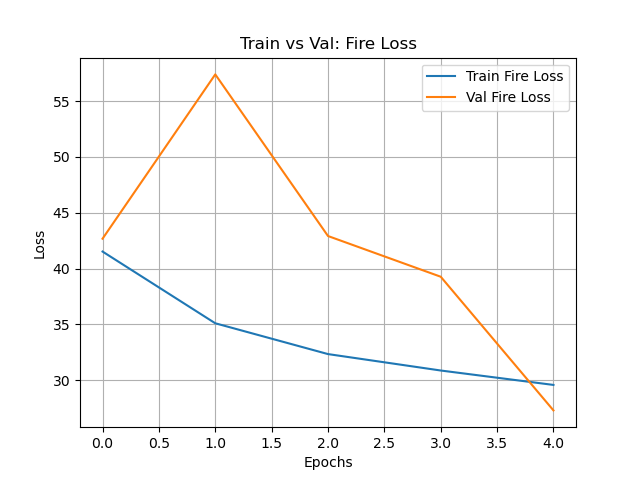 Train vs Val: Fire Loss
Train Fire Loss
Val Fire Loss
55
50
45
40
35
30
Loss
0.0 0.5 1.0 1.5 2.0 2.5 3.0 3.5 4.0
Epochs